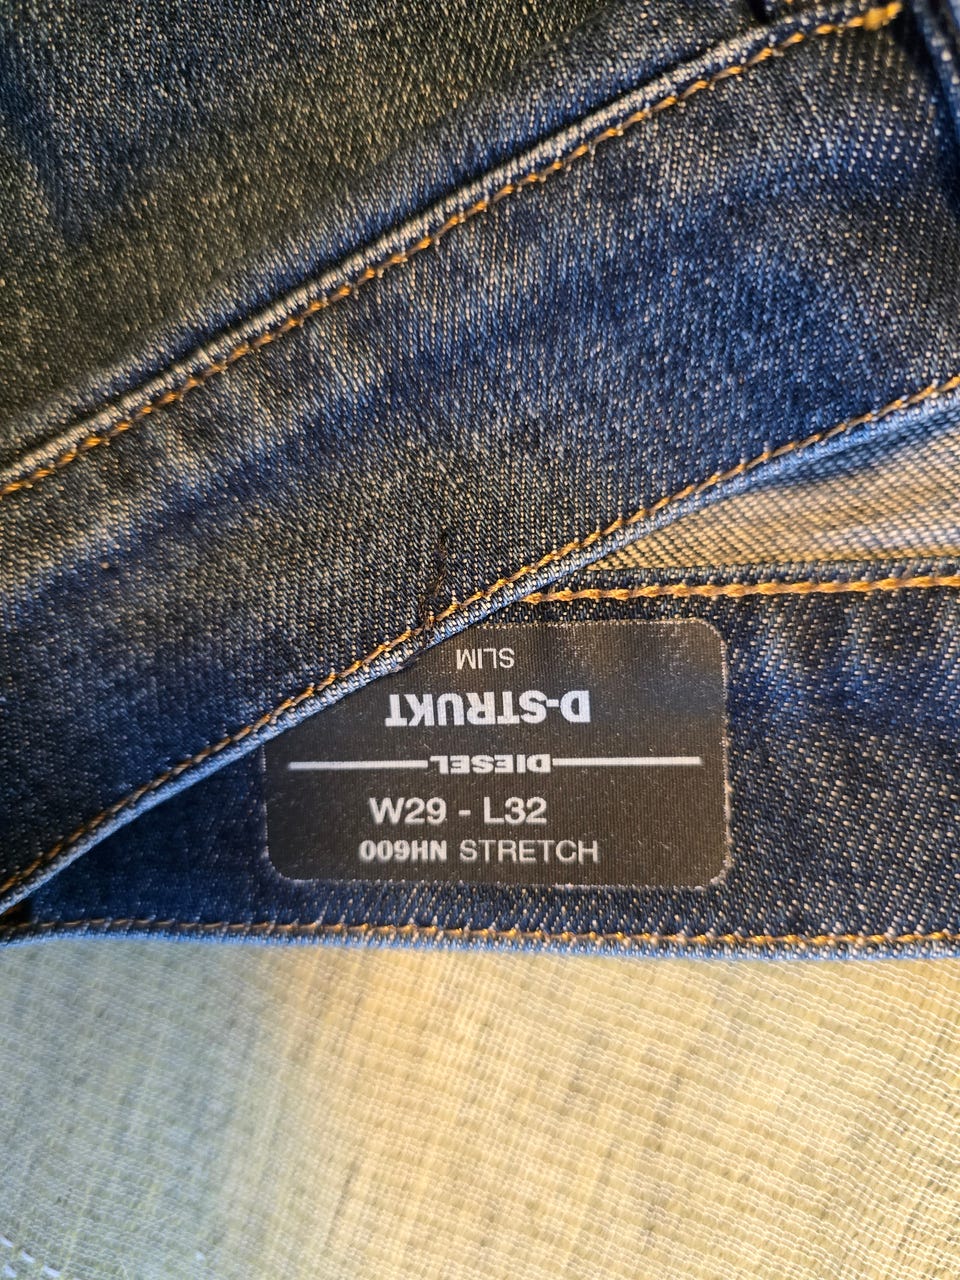 SLIM
D-STRUKT
DIESEL
W29 - L32
009HN STRETCH